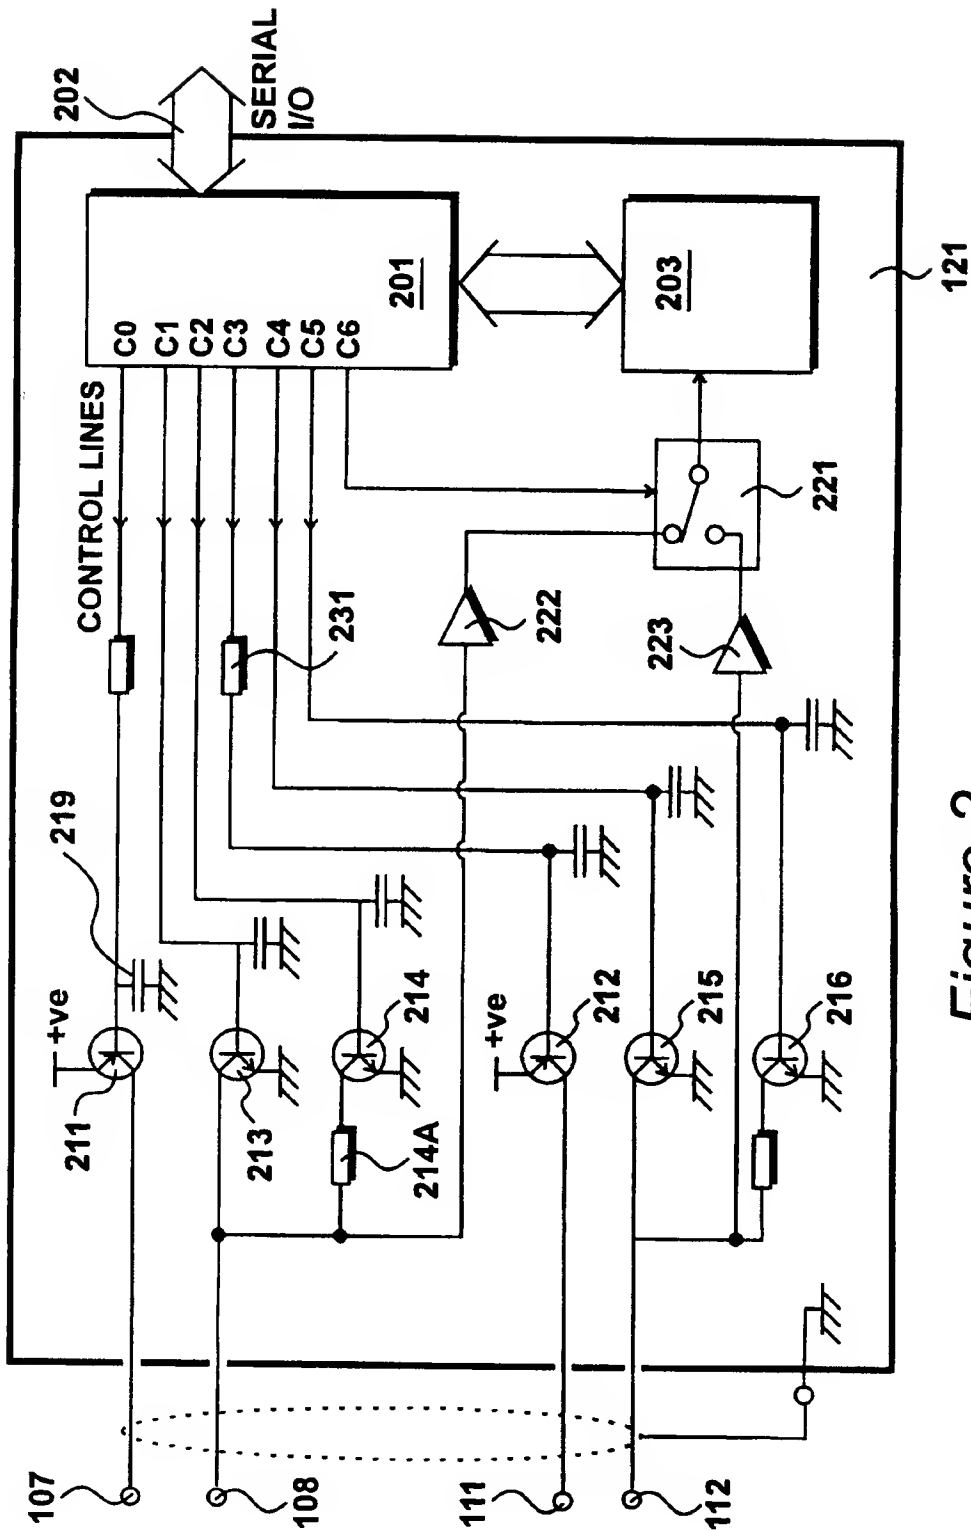 202
SERIAL
I/O
CONTROL LINES
C0
C1
C2
C3
C4
C5
C6
201
203
121
221
231
222
223
219
+ve
211
213
214
214A
+ve
212
215
216
107
108
111
112
Figure 2